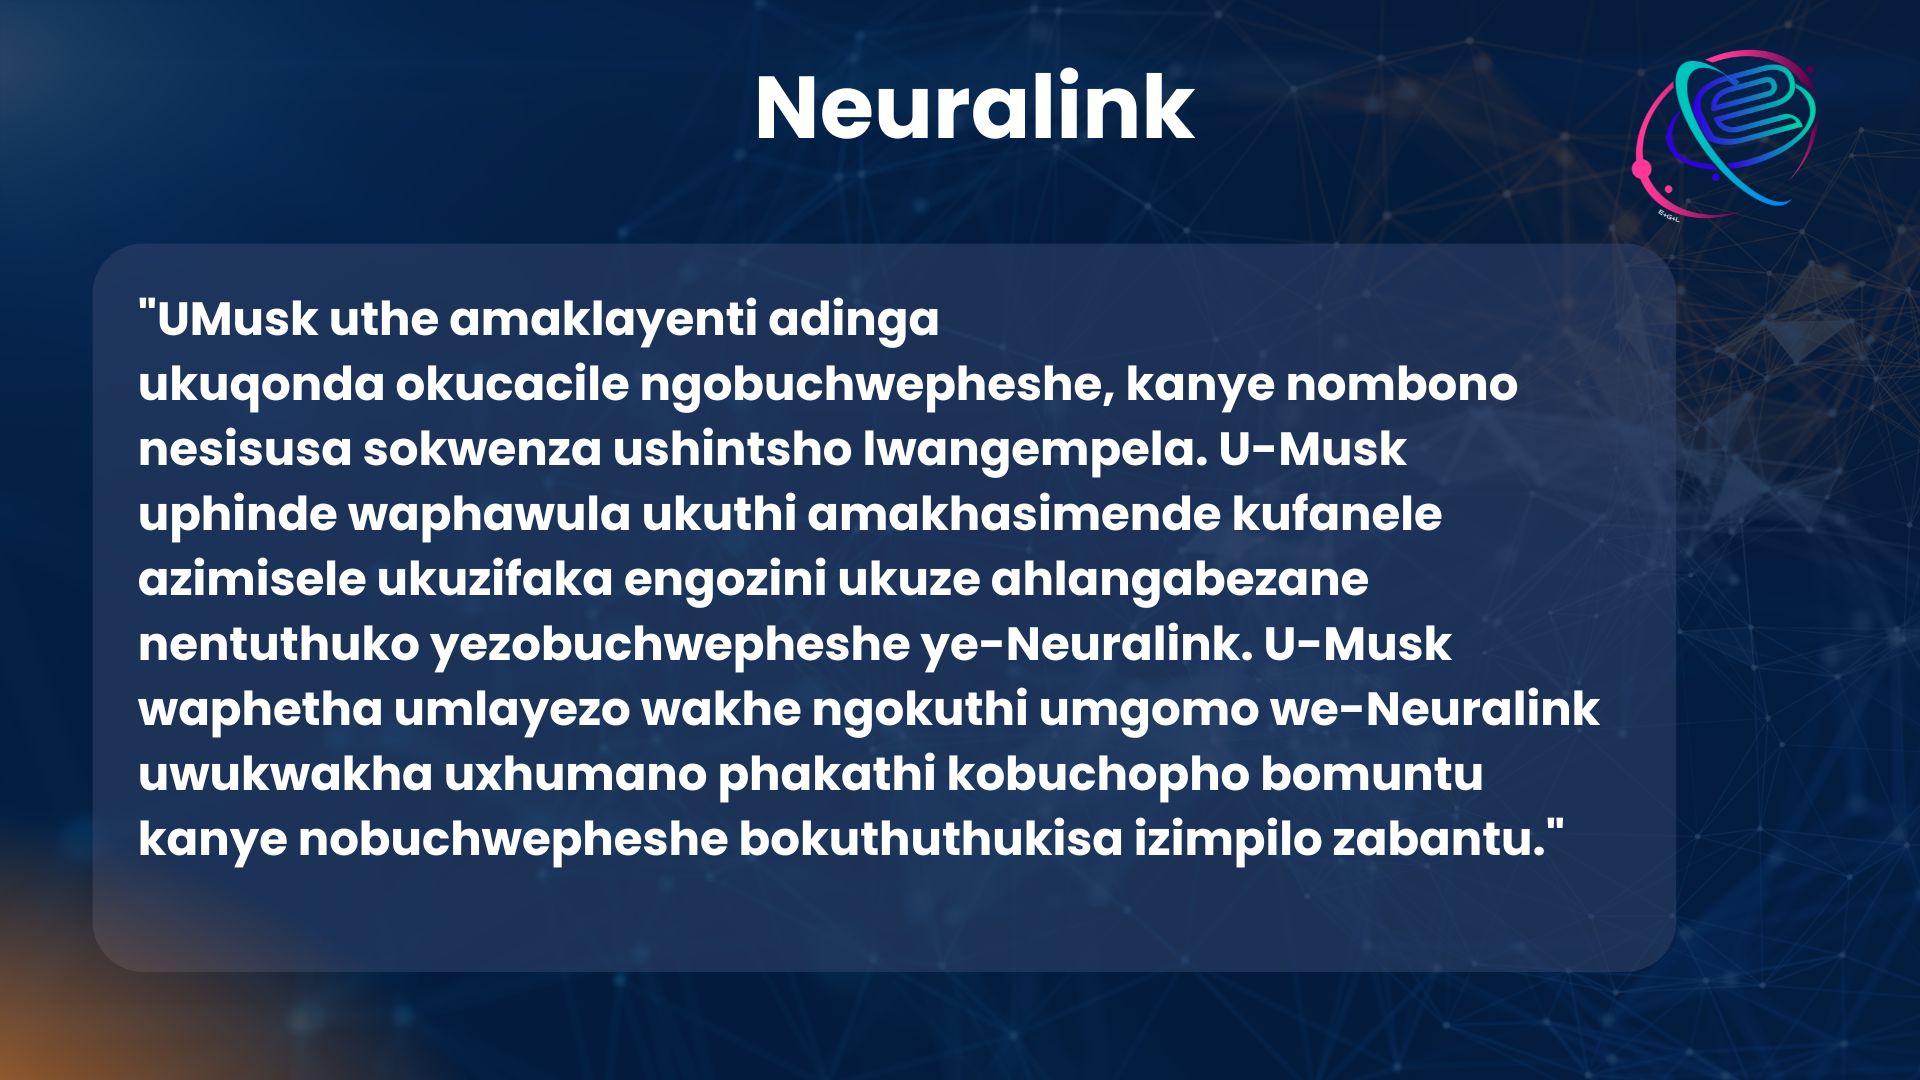 Neuralink
E+G+L
"UMusk uthe amaklayenti adinga
ukuqonda okucacile ngobuchwepheshe, kanye nombono
nesisusa sokwenza ushintsho lwangempela. U-Musk
uphinde waphawula ukuthi amakhasimende kufanele
azimisele ukuzifaka engozini ukuze ahlangabezane
nentuthuko yezobuchwepheshe ye-Neuralink. U-Musk
waphetha umlayezo wakhe ngokuthi umgomo we-Neuralink
uwukwakha uxhumano phakathi kobuchopho bomuntu
kanye nobuchwepheshe bokuthuthukisa izimpilo zabantu."